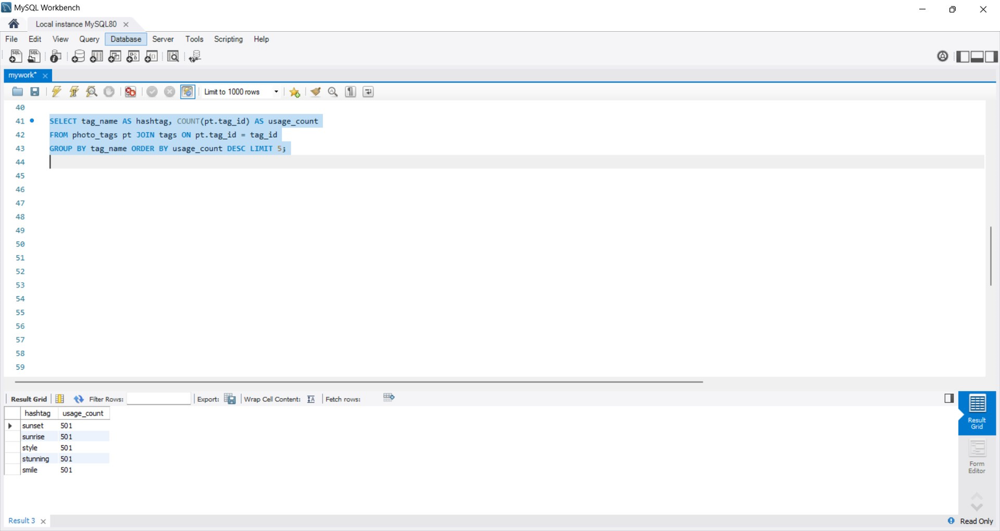 MySQL Workbench
Local instance MySQL80
File Edit View Query Database Server Tools Scripting Help
mywork*
Limit to 1000 rows
40
41 SELECT tag_name AS hashtag, COUNT(pt.tag_id) AS usage_count
42 FROM photo_tags pt JOIN tags ON pt.tag_id = tag_id
43 GROUP BY tag_name ORDER BY usage_count DESC LIMIT 5;
44
45
46
47
48
49
50
51
52
53
54
55
56
57
58
59
Result Grid Filter Rows: Export: Wrap Cell Content: Fetch rows:
hashtag usage_count
sunset 501
sunrise 501
style 501
stunning 501
smile 501
Result
Grid
Form
Editor
Result 3 Read Only